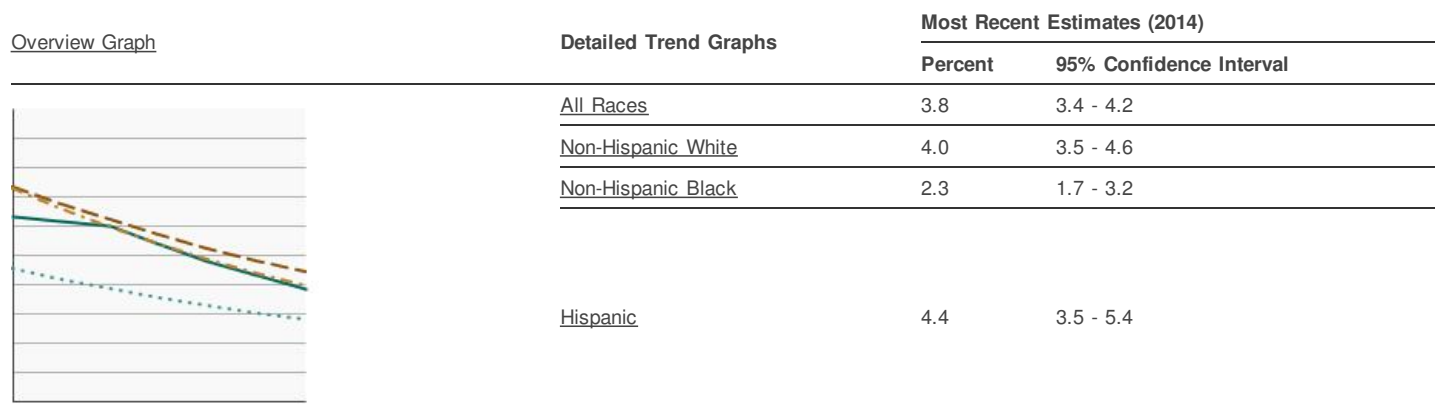 Overview Graph
Detailed Trend Graphs
Most Recent Estimates (2014)
Percent 95% Confidence Interval
All Races 3.8 3.4 - 4.2
Non-Hispanic White 4.0 3.5 - 4.6
Non-Hispanic Black 2.3 1.7 - 3.2
Hispanic 4.4 3.5 - 5.4